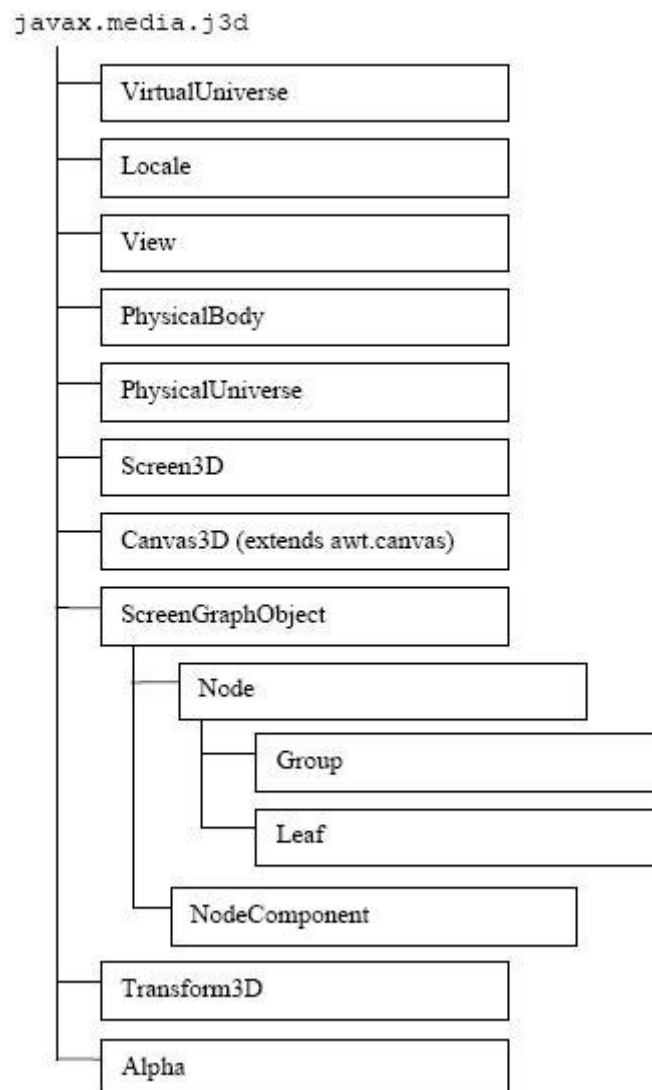 javax.media.j3d
VirtualUniverse
Locale
View
PhysicalBody
PhysicalUniverse
Screen3D
Canvas3D (extends awt.canvas)
ScreenGraphObject
Node
Group
Leaf
NodeComponent
Transform3D
Alpha